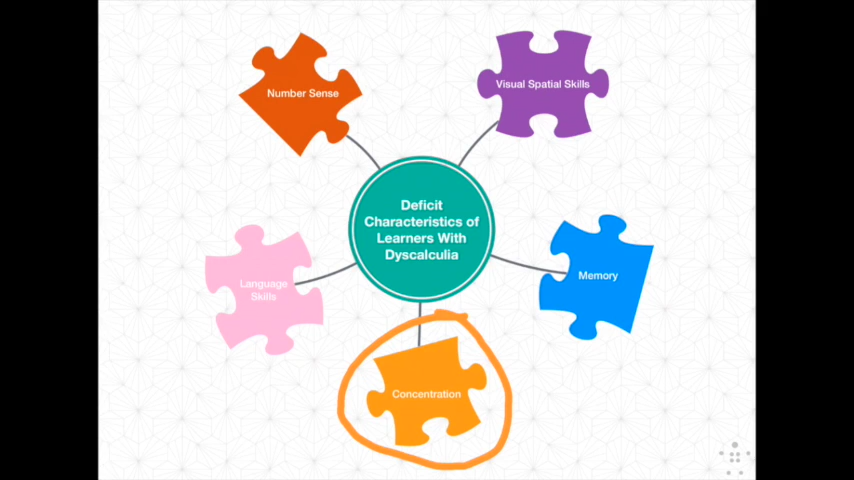 Number Sense
Visual Spatial Skills
Deficit
Characteristics of
Learners With
Dyscalculia
Language
Skills
Memory
Concentration